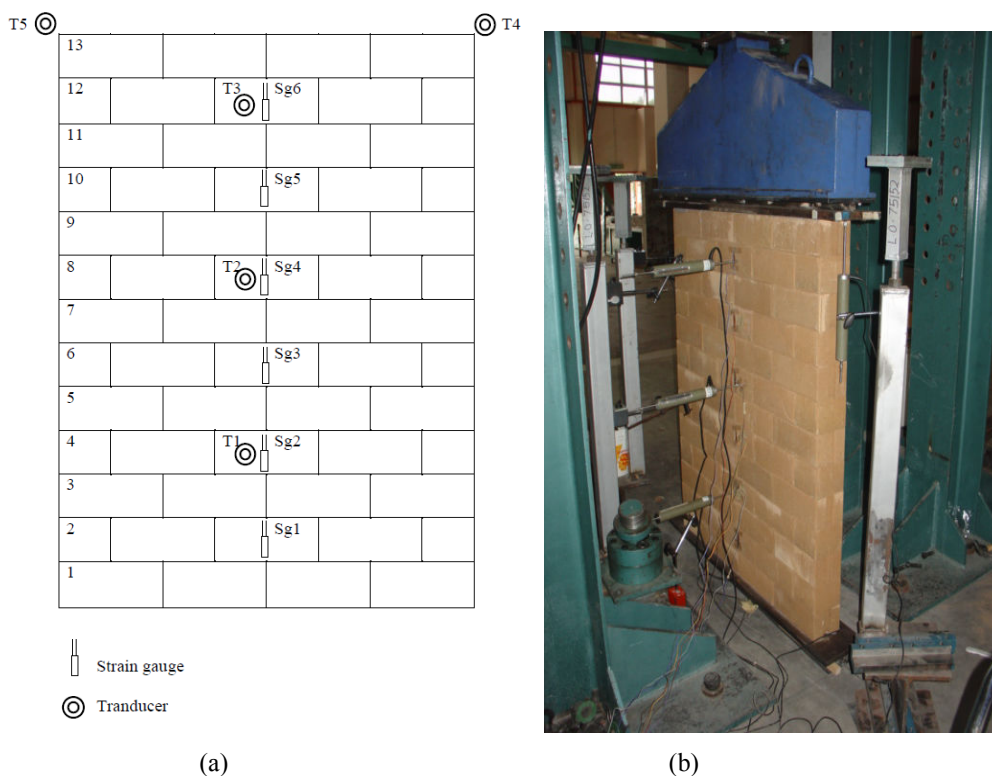 T5 T4
13
12 T3 Sg6
11
10 Sg5
9
8 T2 Sg4
7
6 Sg3
5
4 T1 Sg2
3
2 Sg1
1
Strain gauge
Tranducer
L.O. 75152
(a) (b)